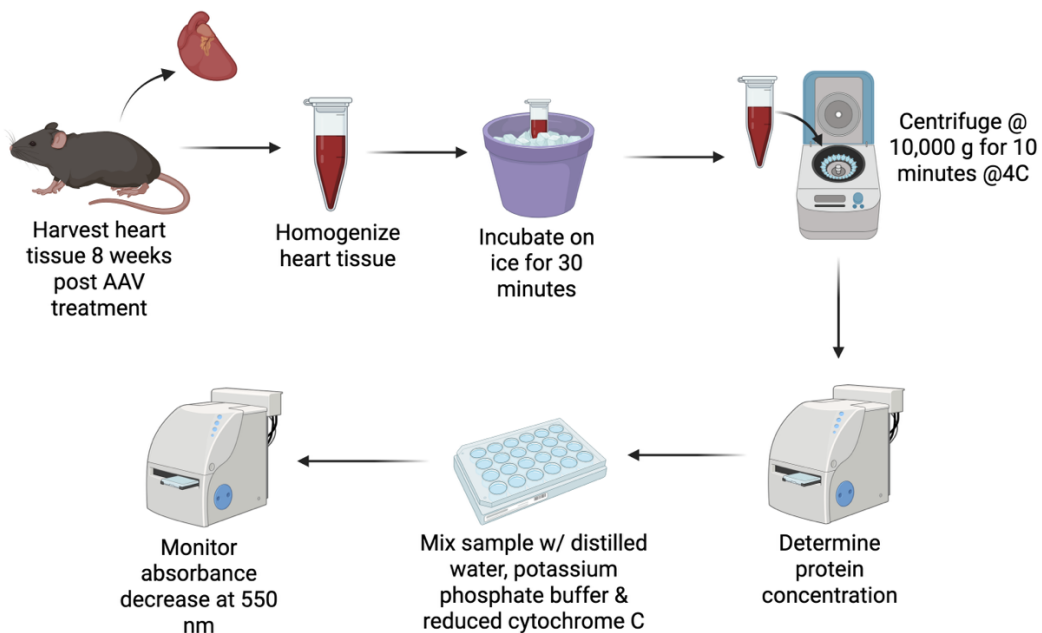 Harvest heart
tissue 8 weeks
post AAV
treatment
Homogenize
heart tissue
Incubate on
ice for 30
minutes
Centrifuge @
10,000 g for 10
minutes @4C
Monitor
absorbance
decrease at 550
nm
Mix sample w/ distilled
water, potassium
phosphate buffer &
reduced cytochrome C
Determine
protein
concentration